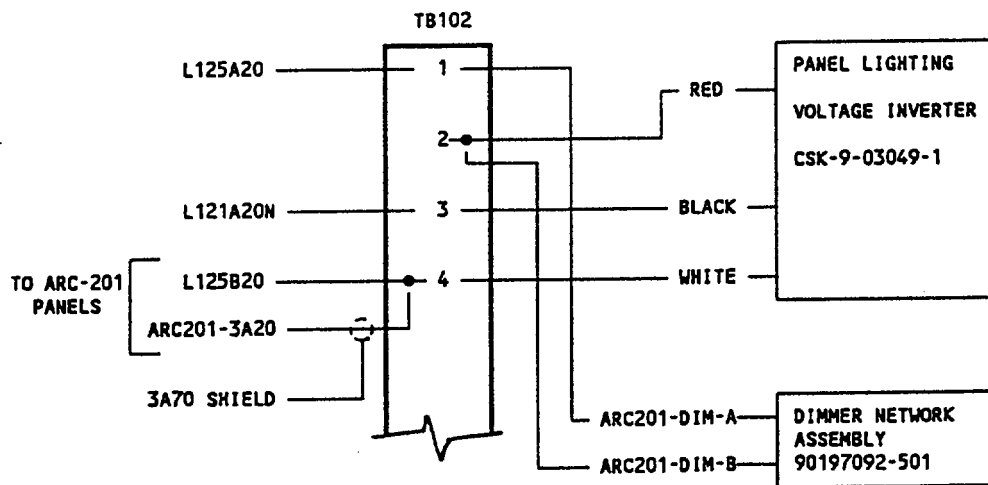 TB102
L125A20
1
RED
PANEL LIGHTING
VOLTAGE INVERTER
CSK-9-03049-1
2
L121A20N
3
BLACK
TO ARC-201
PANELS
L125B20
4
WHITE
ARC201-3A20
3A70 SHIELD
ARC201-DIM-A
ARC201-DIM-B
DIMMER NETWORK
ASSEMBLY
90197092-501